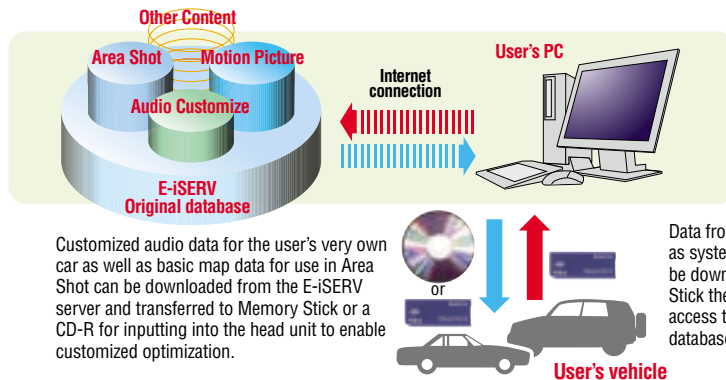 Other Content
Area Shot
Motion Picture
Audio Customize
E-iSERV
Original database
Internet
connection
User's PC
Customized audio data for the user's very own
car as well as basic map data for use in Area
Shot can be downloaded from the E-iSERV
server and transferred to Memory Stick or a
CD-R for inputting into the head unit to enable
customized optimization.
or
Data fro
as system
be down
Stick the
access t
database
User's vehicle